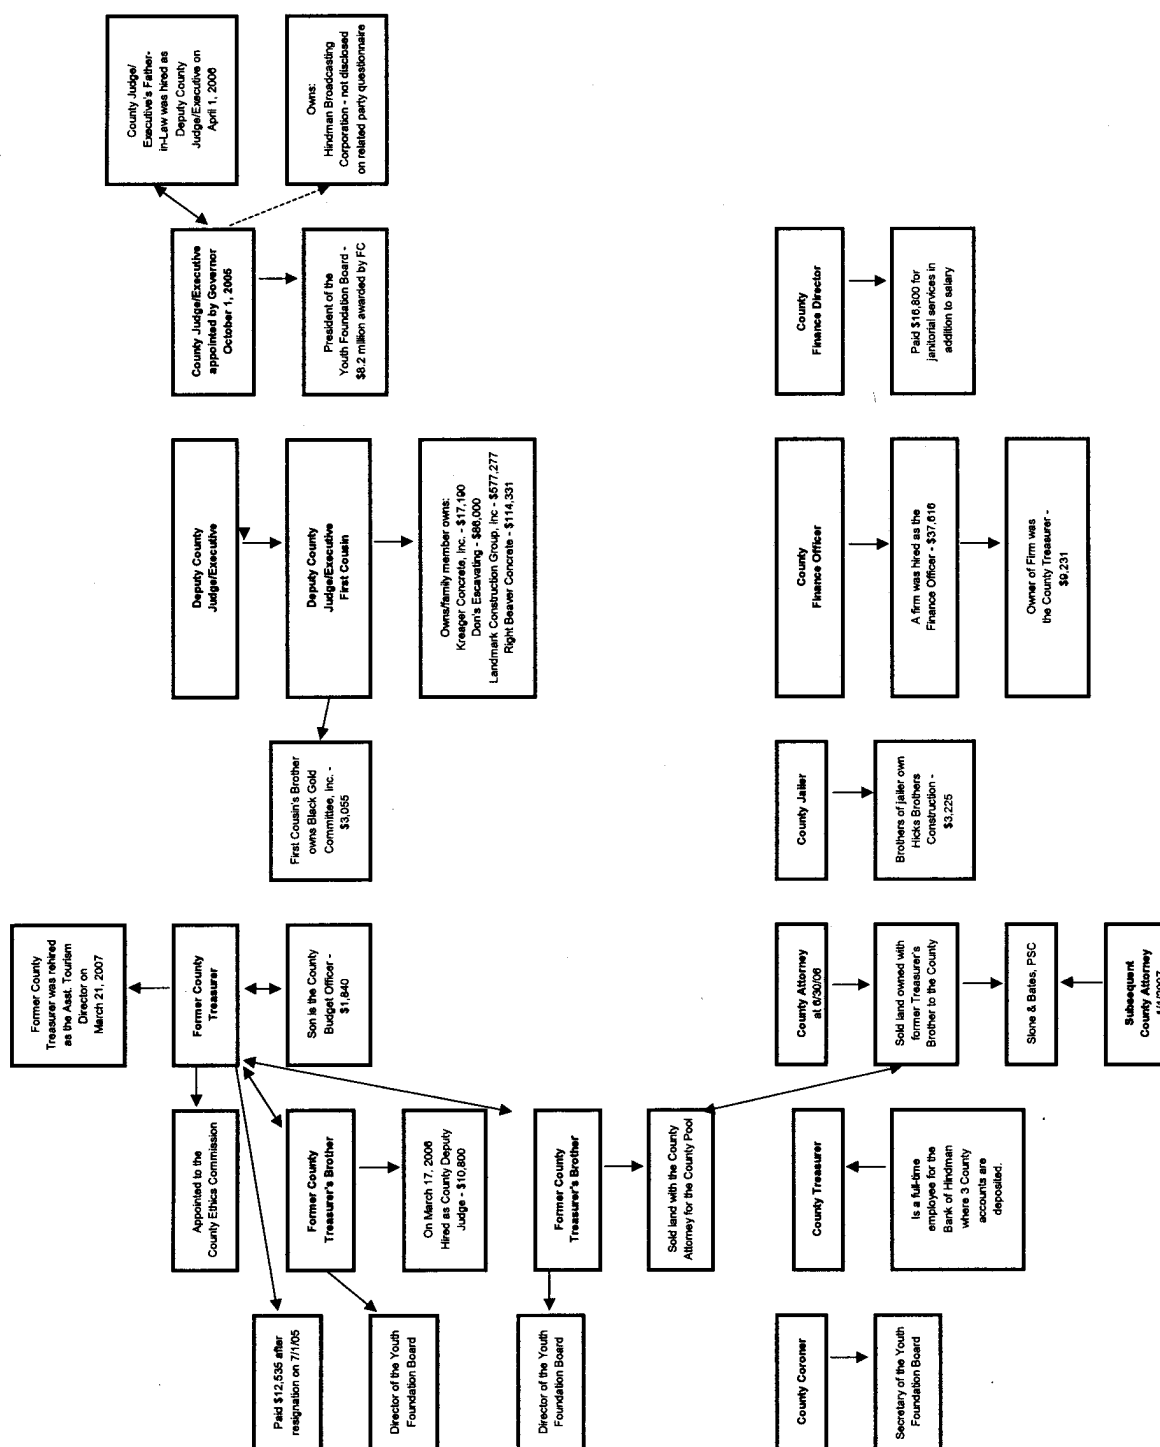 Former County
Treasurer was rehired
as the Asst. Tourism
Director on
March 21, 2007
Former County
Treasurer
Appointed to the
County Ethics Commission
Son is the County
Budget Officer -
$1,840
Paid $12,535 after
resignation on 7/1/05
Former County
Treasurer's Brother
Director of the Youth
Foundation Board
On March 17, 2006
Hired as County Deputy
Judge - $10,800
Director of the Youth
Foundation Board
Former County
Treasurer's Brother
Sold land with the County
Attorney for the County Pool
Deputy County
Judge/Executive
Deputy County
Judge/Executive
First Cousin
First Cousin's Brother
owns Black Gold
Committee, Inc. -
$3,055
Owns/family member owns:
Kreager Concrete, Inc. - $17,190
Don's Escavating - $86,000
Landmark Construction Group, Inc - $577,277
Right Beaver Concrete - $114,331
County Judge/
Executive's Father-
in-Law was hired as
Deputy County
Judge/Executive on
April 1, 2006
County Judge/Executive
appointed by Governor
October 1, 2005
Owns:
Hindman Broadcasting
Corporation - not disclosed
on related party questionnaire
President of the
Youth Foundation Board -
$8.2 million awarded by FC
County Coroner
Secretary of the Youth
Foundation Board
County Treasurer
Is a full-time
employee for the
Bank of Hindman
where 3 County
accounts are
deposited.
County Attorney
at 6/30/06
Sold land owned with
former Treasurer's
Brother to the County
Slone & Bates, PSC
Subsequent
County Attorney
County Jailer
Brothers of jailer own
Hicks Brothers
Construction -
$3,225
County
Finance Officer
A firm was hired as the
Finance Officer - $37,616
Owner of Firm was
the County Treasurer -
$9,231
County
Finance Director
Paid $16,800 for
janitorial services in
addition to salary